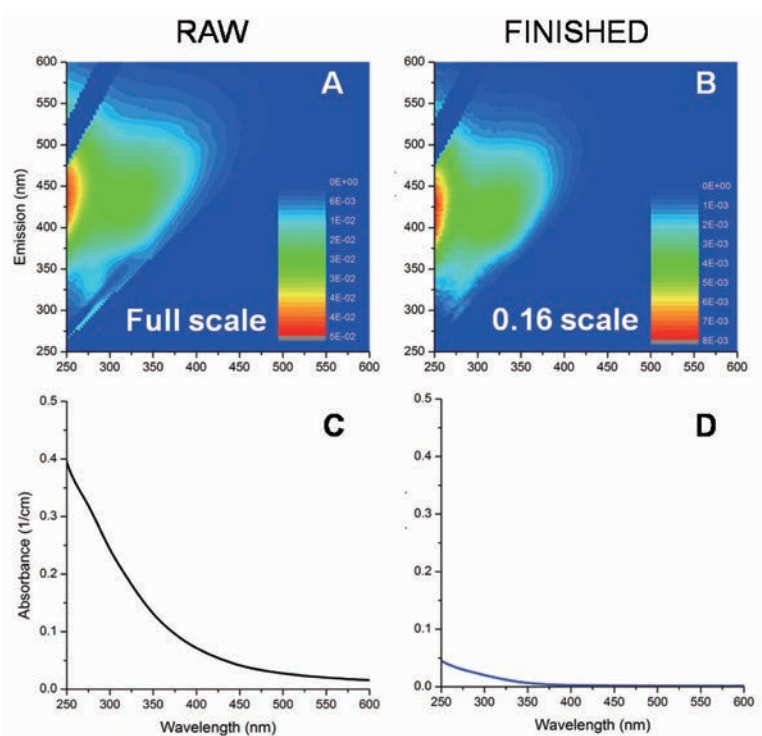 RAW
FINISHED
A
B
600
550
500
450
400
350
300
250
Emission (nm)
0E+00
6E-03
1E-02
2E-02
2E-02
3E-02
3E-02
4E-02
4E-02
5E-02
Full scale
250 300 350 400 450 500 550 600
600
550
500
450
400
350
300
250
0E+00
1E-03
2E-03
3E-03
4E-03
5E-03
6E-03
7E-03
8E-03
0.16 scale
250 300 350 400 450 500 550 600
C
D
0.5
0.4
0.3
0.2
0.1
0.0
Absorbance (1/cm)
250 300 350 400 450 500 550 600
Wavelength (nm)
0.5
0.4
0.3
0.2
0.1
0.0
250 300 350 400 450 500 550 600
Wavelength (nm)